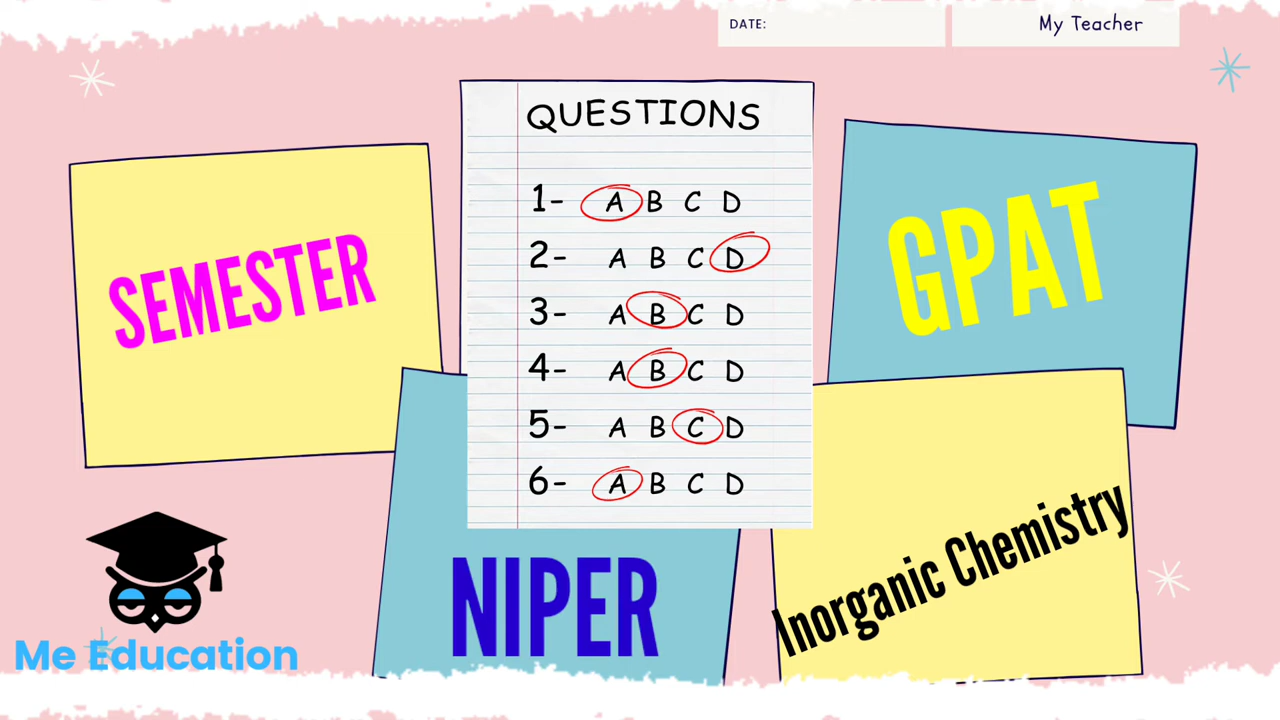 DATE:
My Teacher
QUESTIONS
1- A B C D
2- A B C D
3- A B C D
4- A B C D
5- A B C D
6- A B C D
SEMESTER
GPAT
NIPER
Inorganic Chemistry
Me Education